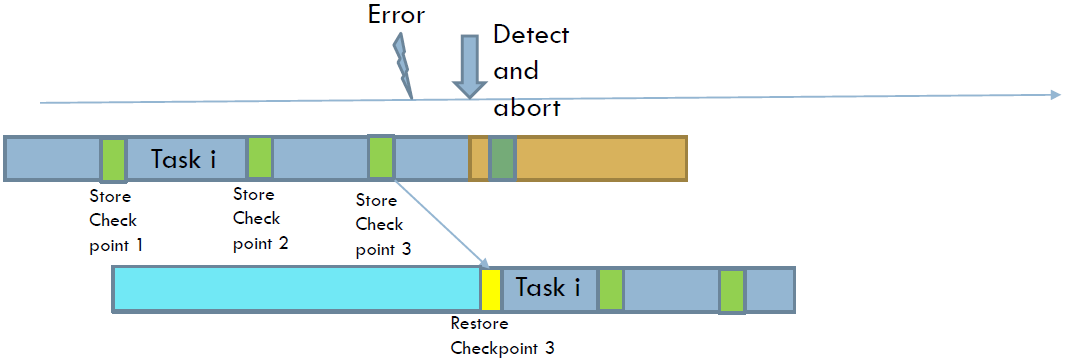 Error
Detect
and
abort
Task i
Store
Check
point 1
Store
Check
point 2
Store
Check
point 3
Task i
Restore
Checkpoint 3